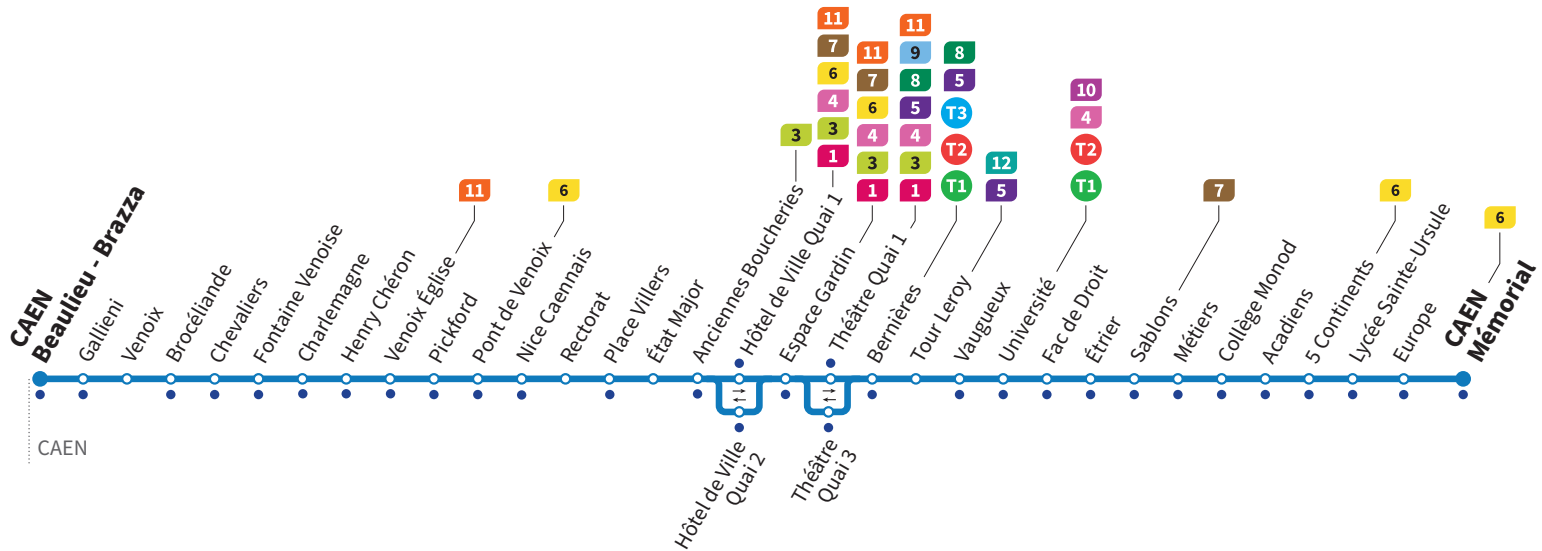 11
7
6
4
3
1
11
7
6
4
3
1
11
9
8
5
4
3
1
8
5
T3
T2
T1
3
12
5
10
4
T2
T1
11
6
7
6
6
CAEN
Beaulieu - Brazza
Gallieni
Venoix
Brocéliande
Chevaliers
Fontaine Venoise
Charlemagne
Henry Chéron
Venoix Église
Pickford
Pont de Venoix
Nice Caennais
Rectorat
Place Villers
État Major
Anciennes Boucheries
Hôtel de Ville Quai 1
Espace Gardin
Théâtre Quai 1
Bernières
Tour Leroy
Vaugueux
Université
Fac de Droit
Étrier
Sablons
Métiers
Collège Monod
Acadiens
5 Continents
Lycée Sainte-Ursule
Europe
CAEN
Mémorial
CAEN
Hôtel de Ville
Quai 2
Théâtre
Quai 3